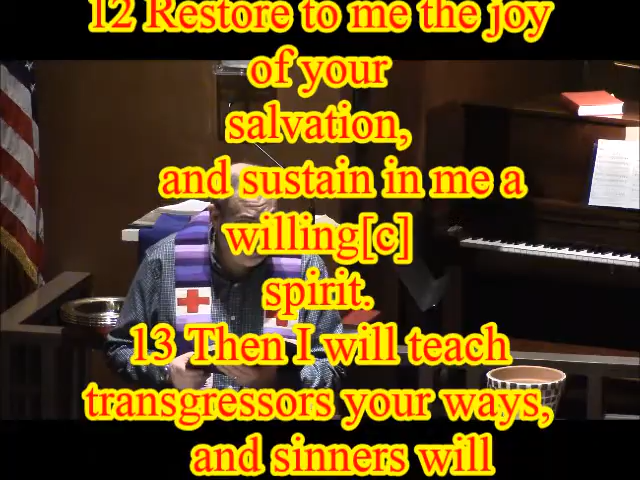 12 Restore to me the joy
of your
salvation,
and sustain in me a
willing[c]
spirit.
13 Then I will teach
transgressors your ways,
and sinners will